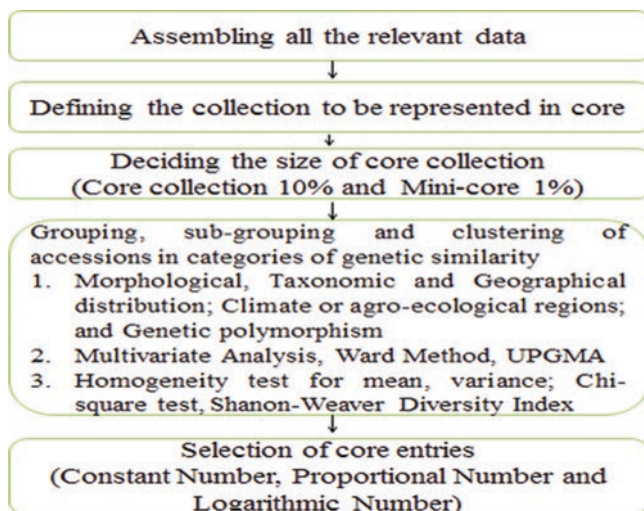 Assembling all the relevant data
Defining the collection to be represented in core
Deciding the size of core collection
(Core collection 10% and Mini-core 1%)
Grouping, sub-grouping and clustering of
accessions in categories of genetic similarity
1. Morphological, Taxonomic and Geographical
distribution; Climate or agro-ecological regions;
and Genetic polymorphism
2. Multivariate Analysis, Ward Method, UPGMA
3. Homogeneity test for mean, variance; Chi-
square test, Shanon-Weaver Diversity Index
Selection of core entries
(Constant Number, Proportional Number and
Logarithmic Number)